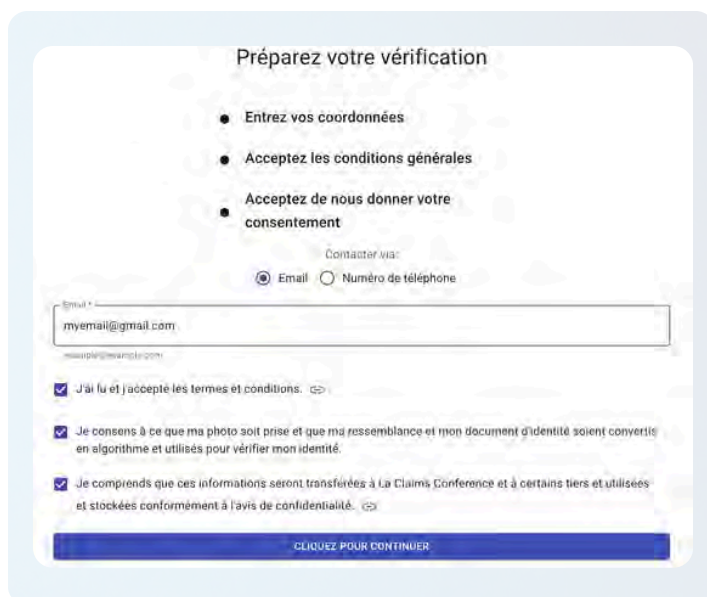 Préparez votre vérification
Entrez vos coordonnées
Acceptez les conditions générales
Acceptez de nous donner votre
consentement
Contacter via:
Email Numéro de téléphone
Email *
myemail@gmail.com
example@example.com
J'ai lu et j'accepte les termes et conditions.
Je consens à ce que ma photo soit prise et que ma ressemblance et mon document d'identité soient convertis
en algorithme et utilisés pour vérifier mon identité.
Je comprends que ces informations seront transférées à La Claims Conference et à certains tiers et utilisées
et stockées conformément à l'avis de confidentialité.
CLIQUEZ POUR CONTINUER